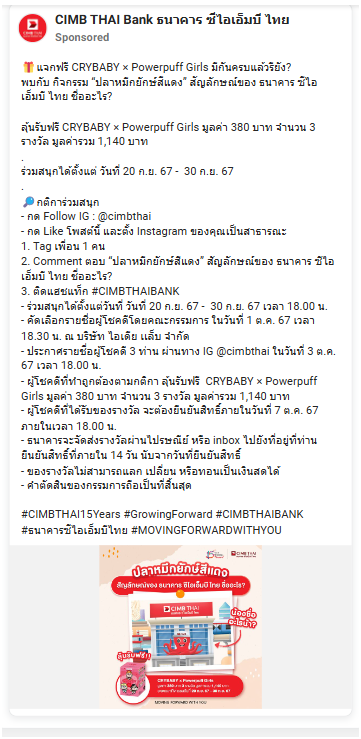 CIMB THAI Bank ธนาคาร ซีไอเอ็มบี ไทย
Sponsored
🎁 แจกฟรี CRYBABY × Powerpuff Girls มีกันครบแล้วรึยัง?
พบกับ กิจกรรม “ปลาหมึกยักษ์สีแดง” สัญลักษณ์ของ ธนาคาร ซีไอ
เอ็มบี ไทย ชื่ออะไร?
ลุ้นรับฟรี CRYBABY × Powerpuff Girls มูลค่า 380 บาท จำนวน 3
รางวัล มูลค่ารวม 1,140 บาท
.
ร่วมสนุกได้ตั้งแต่ วันที่ 20 ก.ย. 67 - 30 ก.ย. 67
.
🔎 กติการ่วมสนุก
- กด Follow IG : @cimbthai
- กด Like โพสต์นี้ และตั้ง Instagram ของคุณเป็นสาธารณะ
1. Tag เพื่อน 1 คน
2. Comment ตอบ “ปลาหมึกยักษ์สีแดง” สัญลักษณ์ของ ธนาคาร ซีไอ
เอ็มบี ไทย ชื่ออะไร?
3. ติดแฮชแท็ก #CIMBTHAIBANK
- ร่วมสนุกได้ตั้งแต่วันที่ วันที่ 20 ก.ย. 67 - 30 ก.ย. 67 เวลา 18.00 น.
- คัดเลือกรายชื่อผู้โชคดีโดยคณะกรรมการ ในวันที่ 1 ต.ค. 67 เวลา
18.30 น. ณ บริษัท ไอเดีย แล็บ จำกัด
- ประกาศรายชื่อผู้โชคดี 3 ท่าน ผ่านทาง IG @cimbthai ในวันที่ 3 ต.ค.
67 เวลา 18.00 น.
- ผู้โชคดีที่ทำถูกต้องตามกติกา ลุ้นรับฟรี CRYBABY × Powerpuff
Girls มูลค่า 380 บาท จำนวน 3 รางวัล มูลค่ารวม 1,140 บาท
- ผู้โชคดีที่ได้รับของรางวัล จะต้องยืนยันสิทธิ์ภายในวันที่ 7 ต.ค. 67
ภายในเวลา 18.00 น.
- ธนาคารจะจัดส่งรางวัลผ่านไปรษณีย์ หรือ inbox ไปยังที่อยู่ที่ท่าน
ยืนยันสิทธิ์ที่ภายใน 14 วัน นับจากวันที่ยืนยันสิทธิ์
- ของรางวัลไม่สามารถแลก เปลี่ยน หรือทอนเป็นเงินสดได้
- คำตัดสินของกรรมการถือเป็นที่สิ้นสุด
#CIMBTHAI15Years #GrowingForward #CIMBTHAIBANK
#ธนาคารซีไอเอ็มบีไทย #MOVINGFORWARDWITHYOU
CIMB THAI
ปลาหมึกยักษ์สีแดง
สัญลักษณ์ของ ธนาคาร ซีไอเอ็มบี ไทย ชื่ออะไร?
CIMB THAI
น้องชื่อ
อะไรน้า?
ลุ้นรับฟรี!!
CRYBABY × Powerpuff Girls
MOVING FORWARD WITH YOU